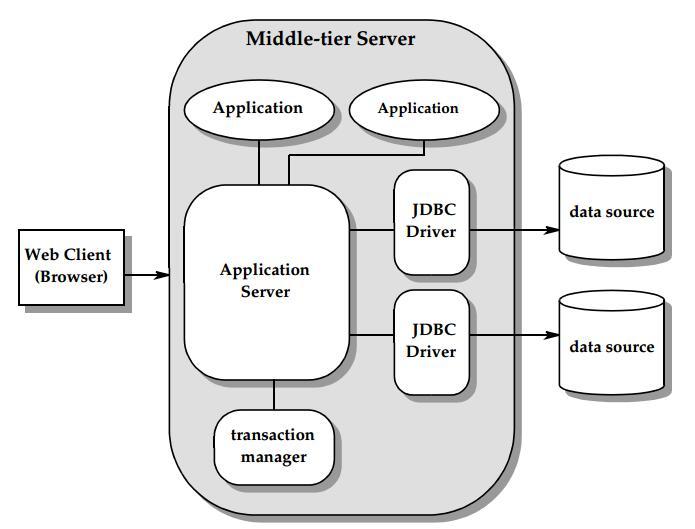 Middle-tier Server
Application
Application
JDBC
Driver
data source
Web Client
(Browser)
Application
Server
JDBC
Driver
data source
transaction
manager